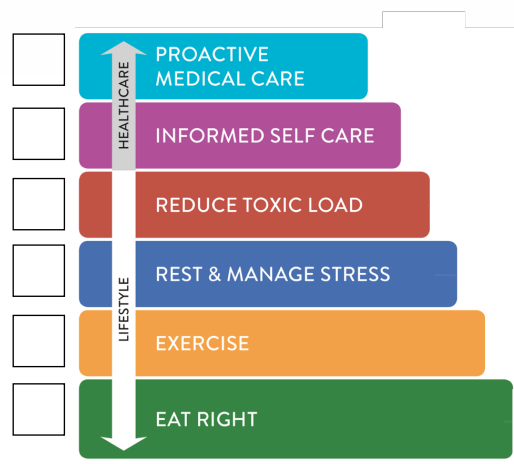 PROACTIVE
MEDICAL CARE
HEALTHCARE
INFORMED SELF CARE
REDUCE TOXIC LOAD
REST & MANAGE STRESS
LIFESTYLE
EXERCISE
EAT RIGHT